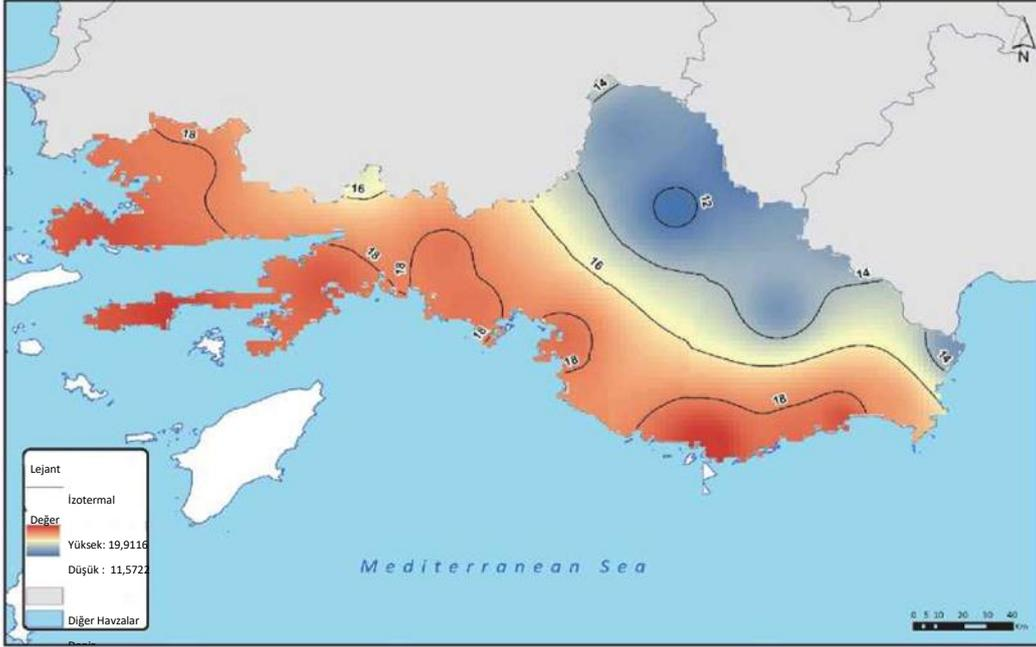 N
14
18
16
12
18
18
16
14
18
18
14
18
Lejant
İzotermal
Değer
Yüksek: 19,9116
Düşük : 11,5722
Diğer Havzalar
Mediterranean Sea
0 5 10 20 30 40
Km